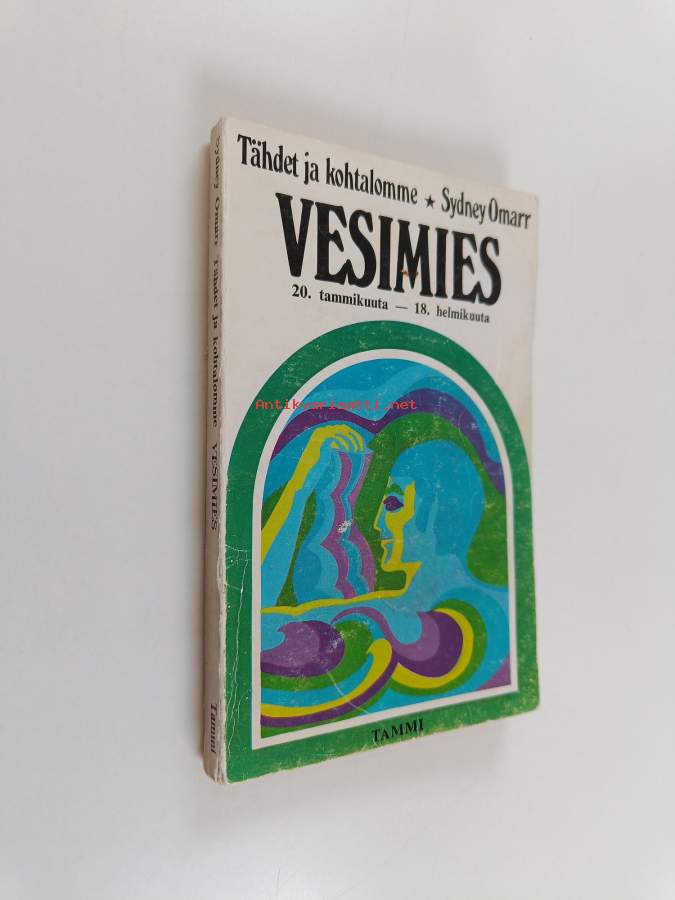 Tähdet ja kohtalomme ★ Sydney Omarr
VESIMIES
20. tammikuuta — 18. helmikuuta
Antikvariaatti.net
TAMMI
Sydney Omarr Tähdet ja kohtalomme VESIMIES Tammi